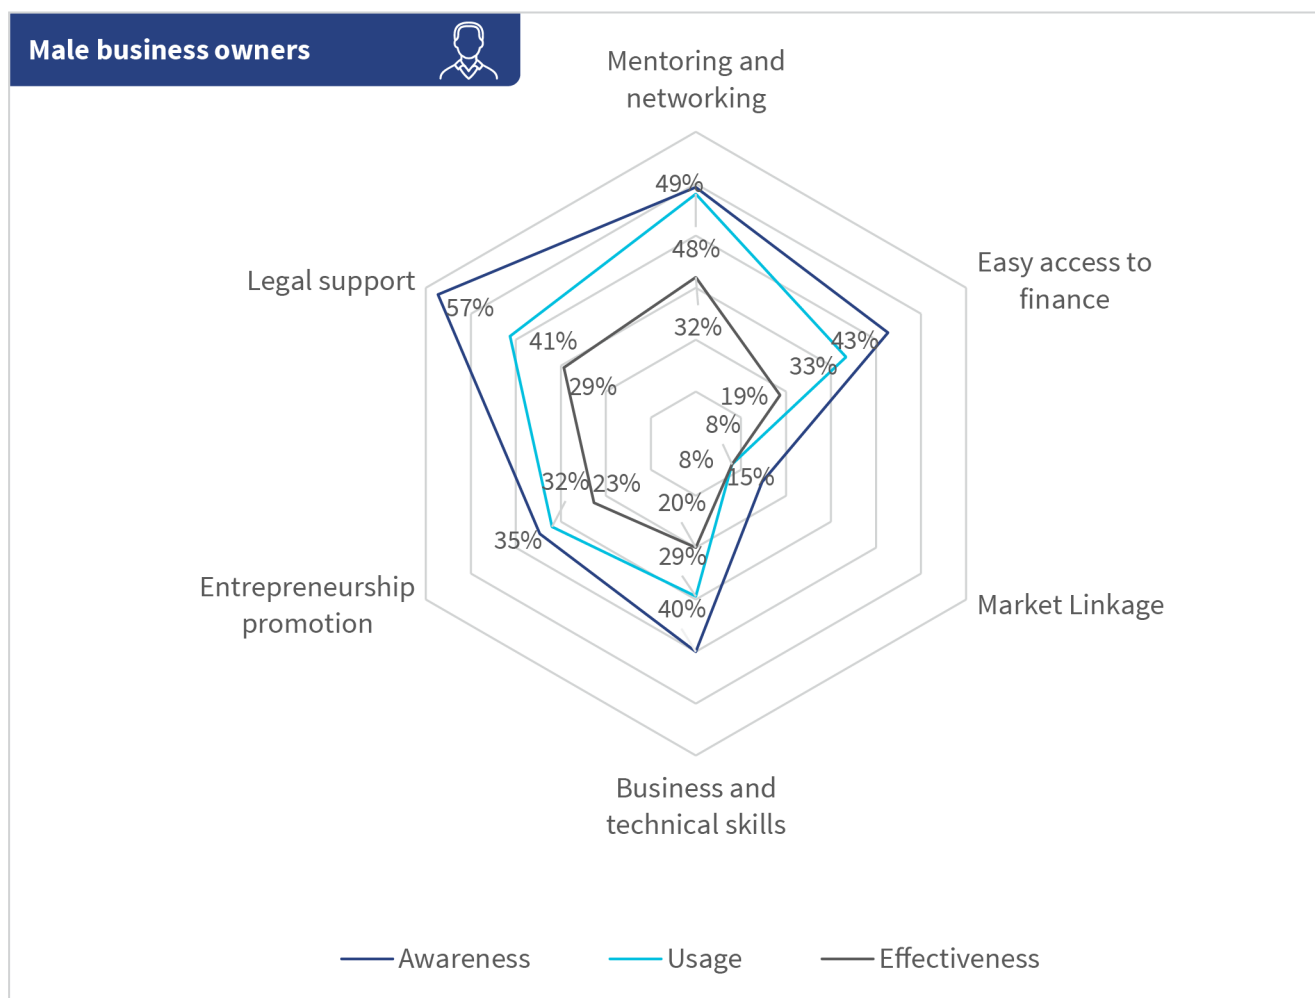 Male business owners
Mentoring and
networking
49%
48%
32%
Easy access to
finance
43%
33%
19%
8%
8%
15%
Market Linkage
20%
29%
40%
Business and
technical skills
32%
23%
35%
Entrepreneurship
promotion
Legal support
57%
41%
29%
Awareness
Usage
Effectiveness